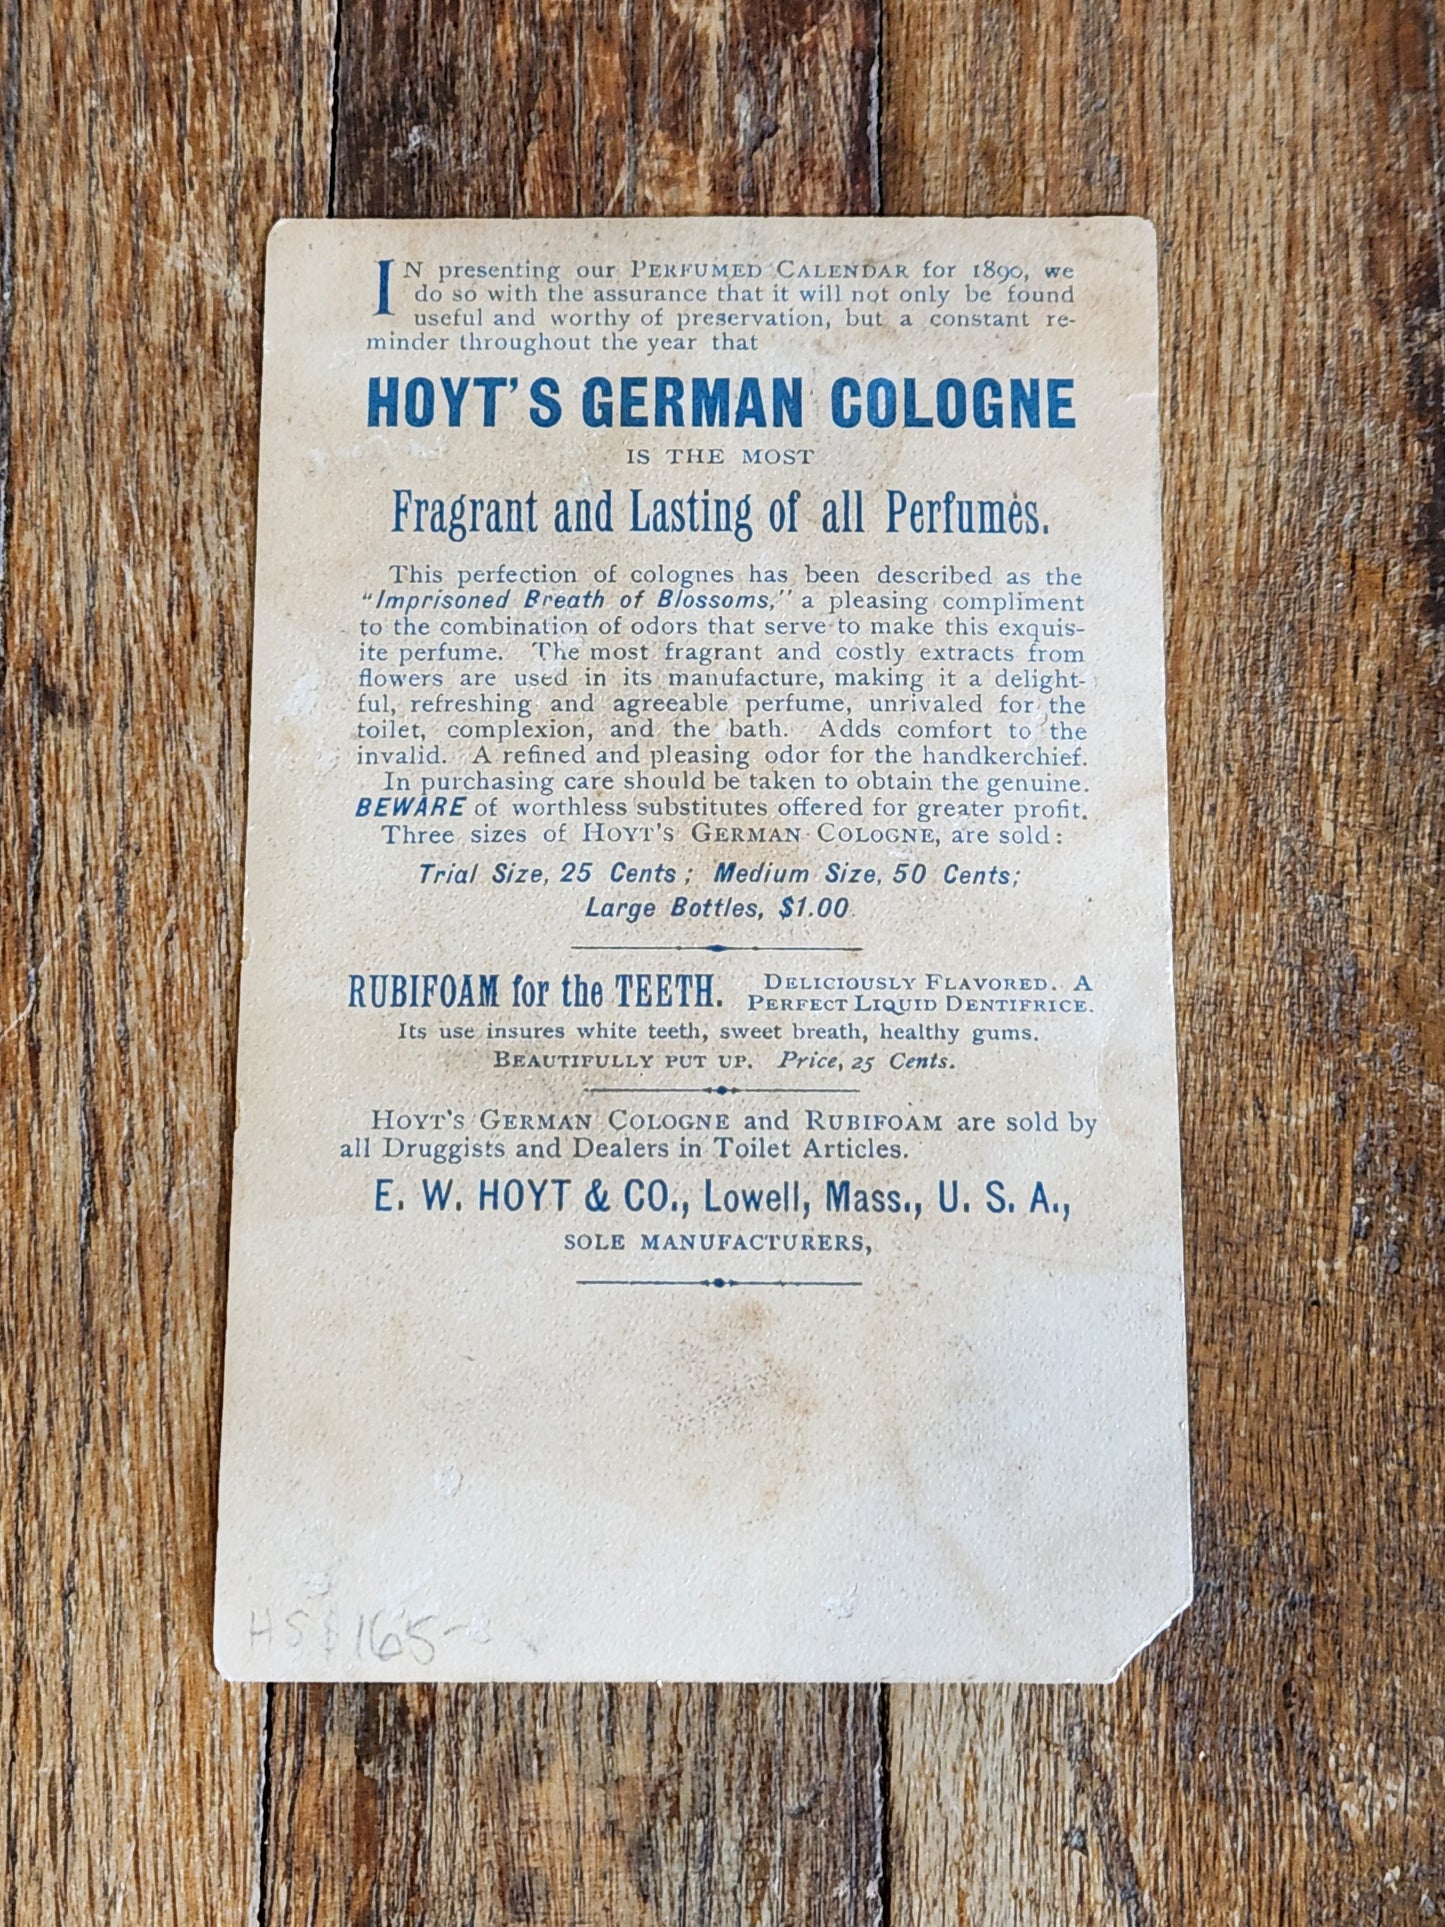 IN presenting our PERFUMED CALENDAR for 1890, we
do so with the assurance that it will not only be found
useful and worthy of preservation, but a constant re-
minder throughout the year that
HOYT'S GERMAN COLOGNE
IS THE MOST
Fragrant and Lasting of all Perfumes.
This perfection of colognes has been described as the
"Imprisoned Breath of Blossoms," a pleasing compliment
to the combination of odors that serve to make this exquis-
ite perfume. The most fragrant and costly extracts from
flowers are used in its manufacture, making it a delight-
ful, refreshing and agreeable perfume, unrivaled for the
toilet, complexion, and the bath. Adds comfort to the
invalid. A refined and pleasing odor for the handkerchief.
In purchasing care should be taken to obtain the genuine.
BEWARE of worthless substitutes offered for greater profit.
Three sizes of HOYT'S GERMAN COLOGNE, are sold:
Trial Size, 25 Cents; Medium Size, 50 Cents;
Large Bottles, $1.00
RUBIFOAM for the TEETH. DELICIOUSLY FLAVORED. A
PERFECT LIQUID DENTIFRICE.
Its use insures white teeth, sweet breath, healthy gums.
BEAUTIFULLY PUT UP. Price, 25 Cents.
HOYT'S GERMAN COLOGNE and RUBIFOAM are sold by
all Druggists and Dealers in Toilet Articles.
E. W. HOYT & CO., Lowell, Mass., U. S. A.,
SOLE MANUFACTURERS,
HS $165-